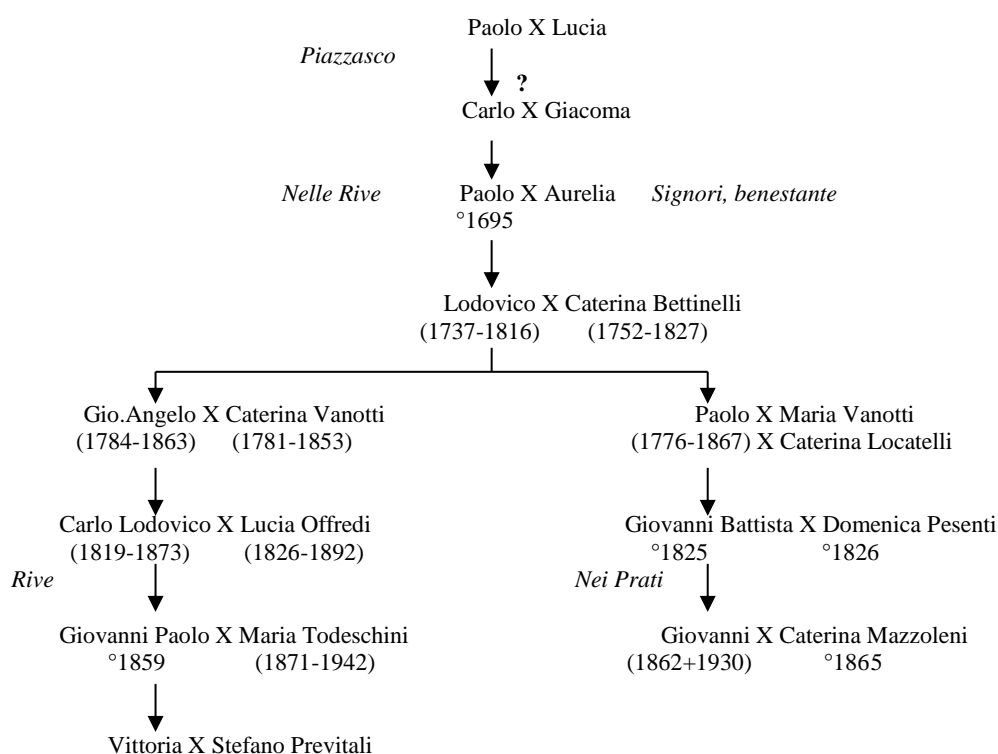 Paolo X Lucia
Piazzasco
?
Carlo X Giacoma
Nelle Rive Paolo X Aurelia Signori, benestante
°1695
Lodovico X Caterina Bettinelli
(1737-1816) (1752-1827)
Gio.Angelo X Caterina Vanotti Paolo X Maria Vanotti
(1784-1863) (1781-1853) (1776-1867) X Caterina Locatelli
Carlo Lodovico X Lucia Offredi Giovanni Battista X Domenica Pesenti
(1819-1873) (1826-1892) °1825 °1826
Rive Nei Prati
Giovanni Paolo X Maria Todeschini Giovanni X Caterina Mazzoleni
°1859 (1871-1942) (1862+1930) °1865
Vittoria X Stefano Previtali